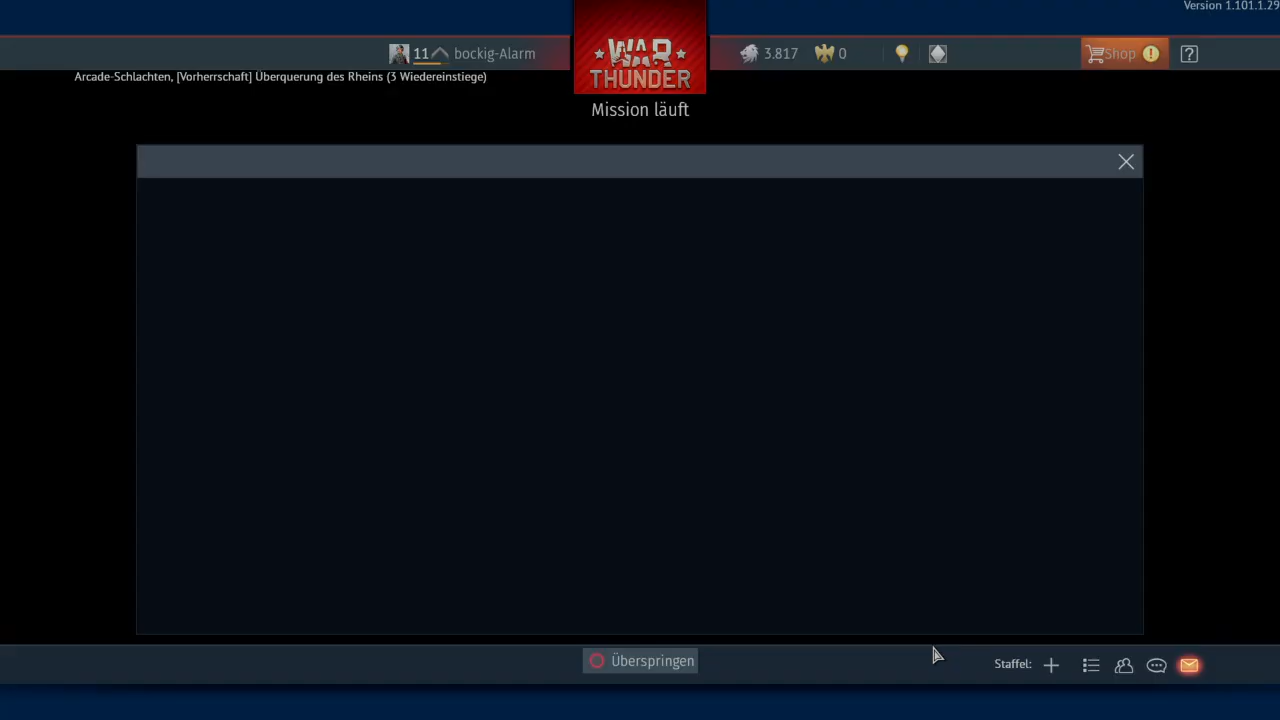 Version 1.101.1.29
11 bockig-Alarm
WAR
THUNDER
3.817
0
Shop
Arcade-Schlachten, [Vorherrschaft] Überquerung des Rheins (3 Wiedereinstiege)
Mission läuft
Überspringen
Staffel: